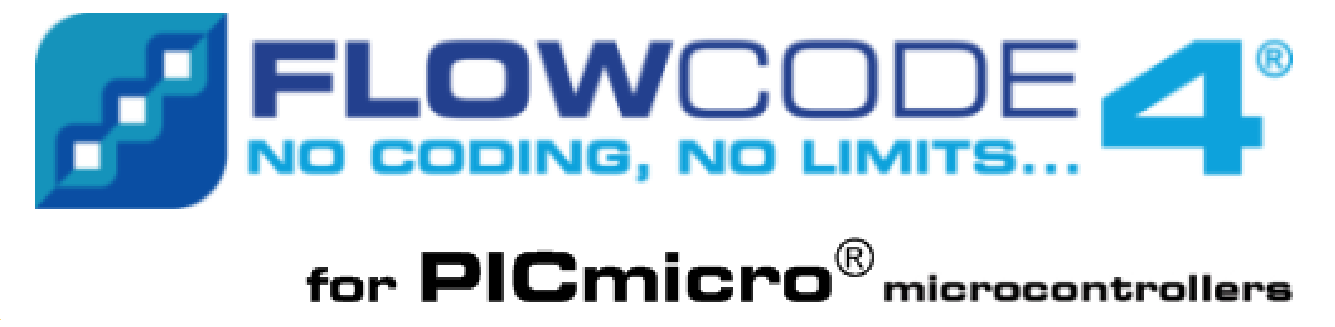 FLOWCODE 4®
NO CODING, NO LIMITS...
for PICmicro® microcontrollers